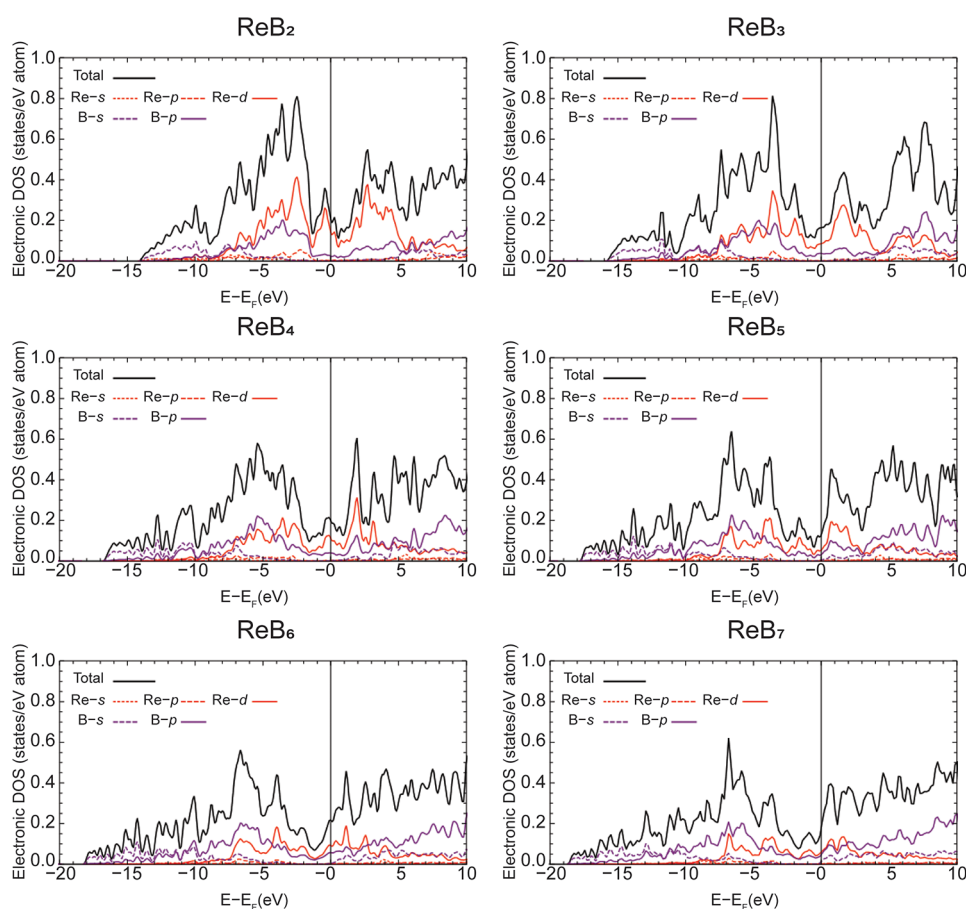 ReB₂
Electronic DOS (states/eV atom)
1.0
0.8
0.6
0.4
0.2
0.0
Total
Re−s Re−p Re−d
B−s B−p
−20 −15 −10 −5 −0 5 10
E−E_F(eV)
ReB₃
Electronic DOS (states/eV atom)
1.0
0.8
0.6
0.4
0.2
0.0
Total
Re−s Re−p Re−d
B−s B−p
−20 −15 −10 −5 −0 5 10
E−E_F(eV)
ReB₄
Electronic DOS (states/eV atom)
1.0
0.8
0.6
0.4
0.2
0.0
Total
Re−s Re−p Re−d
B−s B−p
−20 −15 −10 −5 −0 5 10
E−E_F(eV)
ReB₅
Electronic DOS (states/eV atom)
1.0
0.8
0.6
0.4
0.2
0.0
Total
Re−s Re−p Re−d
B−s B−p
−20 −15 −10 −5 −0 5 10
E−E_F(eV)
ReB₆
Electronic DOS (states/eV atom)
1.0
0.8
0.6
0.4
0.2
0.0
Total
Re−s Re−p Re−d
B−s B−p
−20 −15 −10 −5 −0 5 10
E−E_F(eV)
ReB₇
Electronic DOS (states/eV atom)
1.0
0.8
0.6
0.4
0.2
0.0
Total
Re−s Re−p Re−d
B−s B−p
−20 −15 −10 −5 −0 5 10
E−E_F(eV)